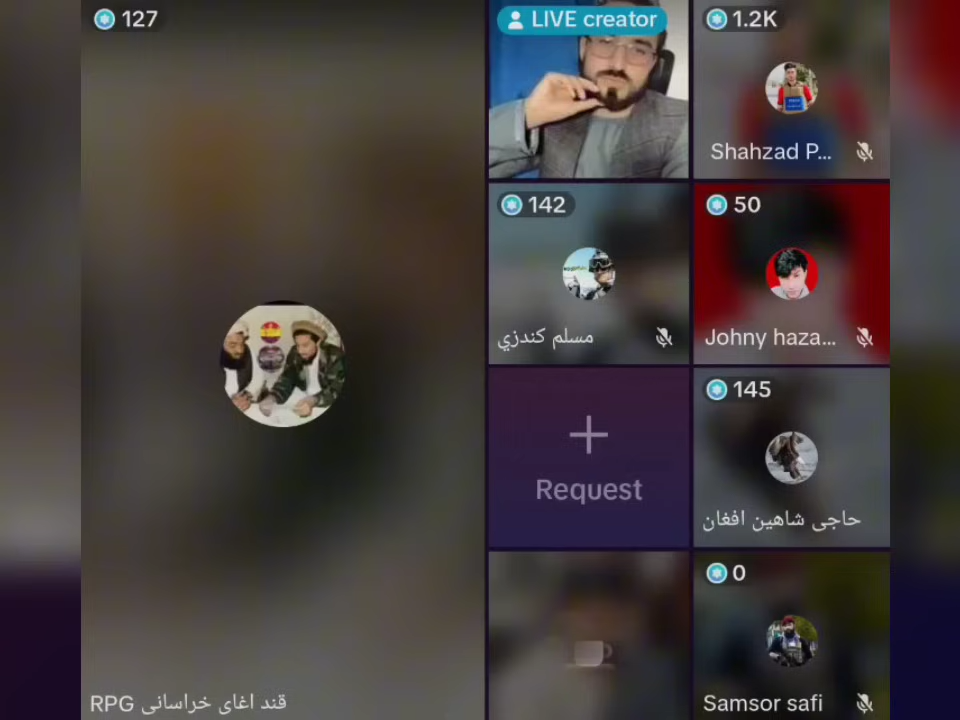 127
LIVE creator
1.2K
Shahzad P...
142
50
مسلم کندزي
Johny haza...
145
Request
حاجی شاهین افغان
0
RPG قند اغای خراسانی
Samsor safi